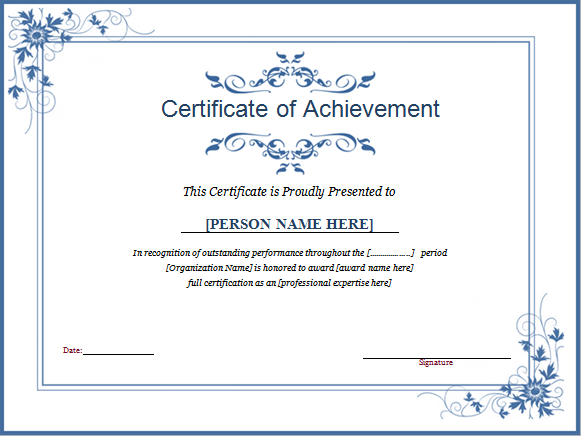 Certificate of Achievement
This Certificate is Proudly Presented to
[PERSON NAME HERE]
In recognition of outstanding performance throughout the [...................] period
[Organization Name] is honored to award [award name here]
full certification as an [professional expertise here]
Date:
Signature